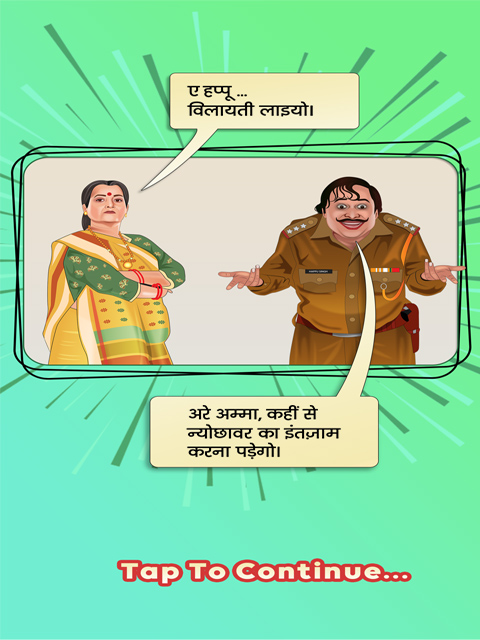 ए हप्पू ...
विलायती लाइयो।
अरे अम्मा, कहीं से
न्योछावर का इंतज़ाम
करना पड़ेगो।
Tap To Continue...